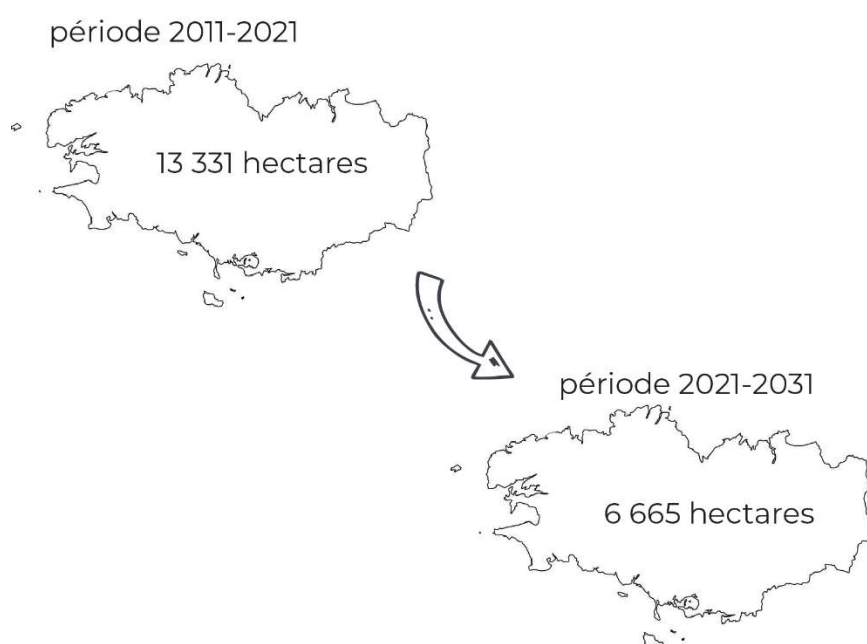 période 2011-2021
13 331 hectares
période 2021-2031
6 665 hectares